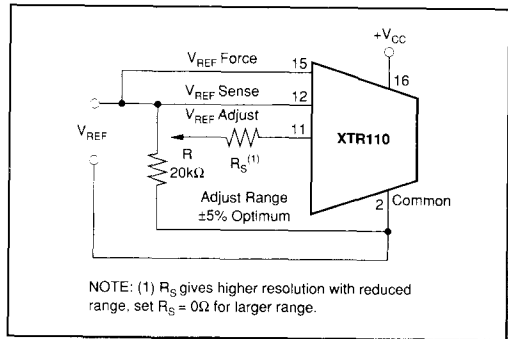 +V_CC
V_REF Force 15
16
V_REF Sense 12
V_REF Adjust 11
XTR110
V_REF
R
20kΩ
R_S(1)
Adjust Range
±5% Optimum
2 Common
NOTE: (1) R_S gives higher resolution with reduced
range, set R_S = 0Ω for larger range.